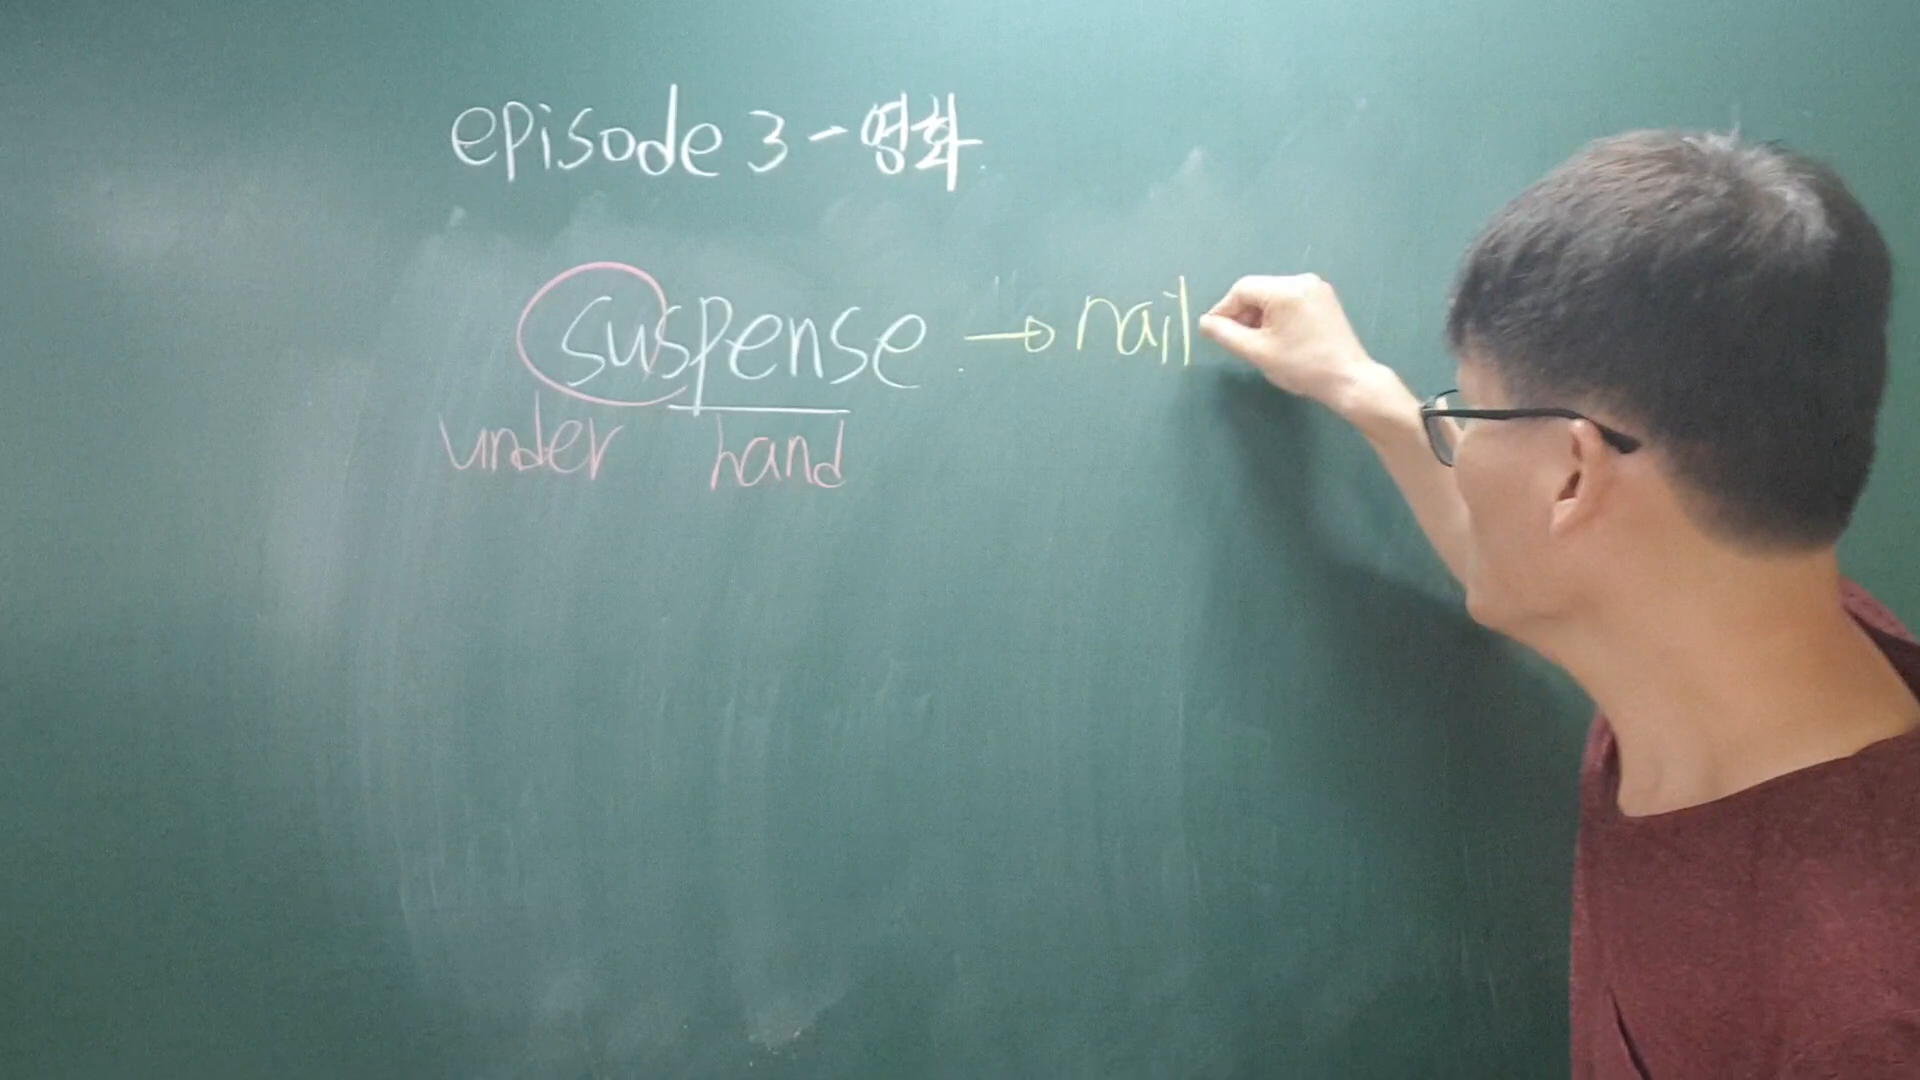 episode 3 - 영화
suspense. → nail
under hand